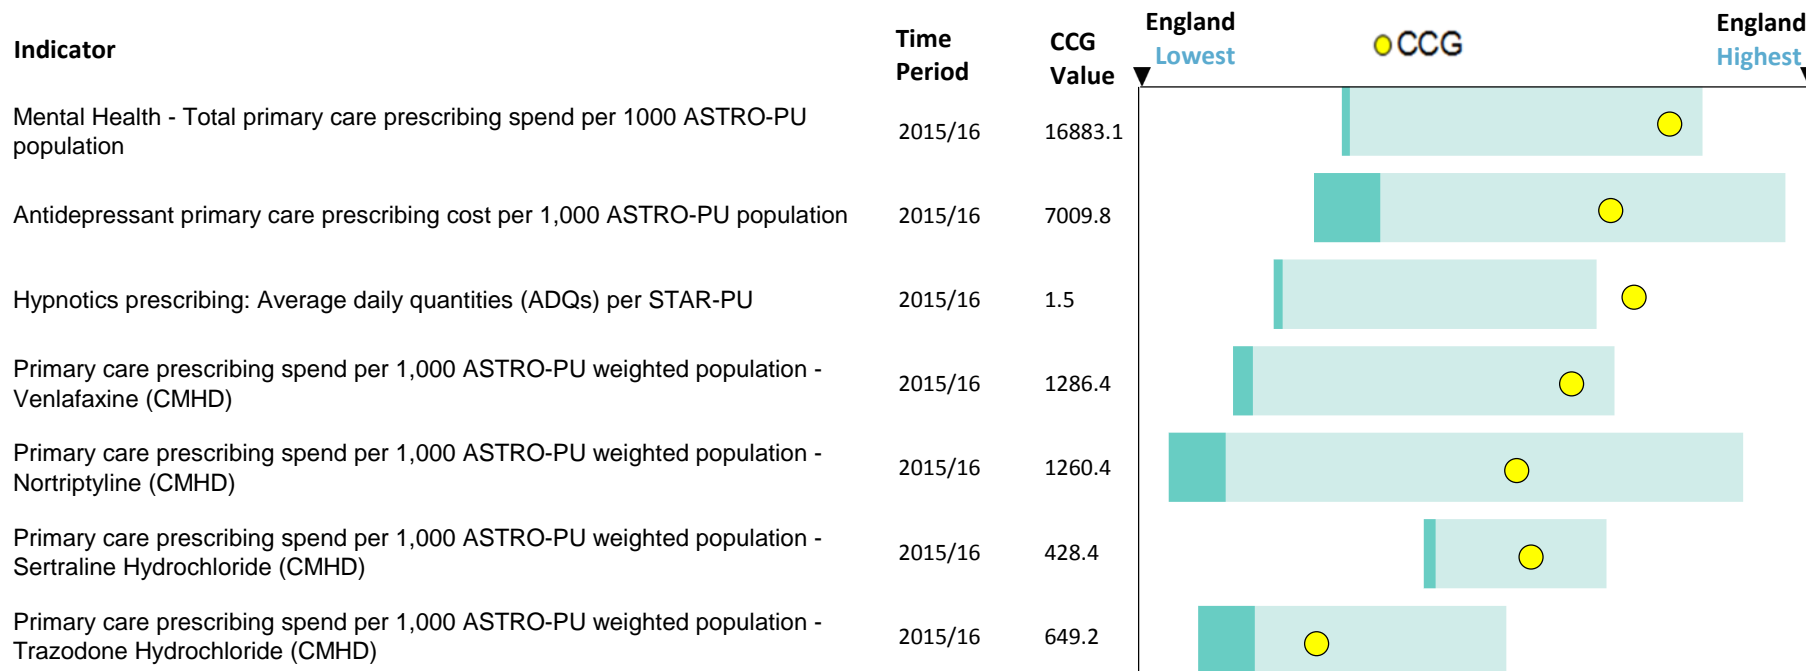 Indicator
Time
Period
CCG
Value
England
Lowest
CCG
England
Highest
Mental Health - Total primary care prescribing spend per 1000 ASTRO-PU
population
2015/16
16883.1
Antidepressant primary care prescribing cost per 1,000 ASTRO-PU population
2015/16
7009.8
Hypnotics prescribing: Average daily quantities (ADQs) per STAR-PU
2015/16
1.5
Primary care prescribing spend per 1,000 ASTRO-PU weighted population -
Venlafaxine (CMHD)
2015/16
1286.4
Primary care prescribing spend per 1,000 ASTRO-PU weighted population -
Nortriptyline (CMHD)
2015/16
1260.4
Primary care prescribing spend per 1,000 ASTRO-PU weighted population -
Sertraline Hydrochloride (CMHD)
2015/16
428.4
Primary care prescribing spend per 1,000 ASTRO-PU weighted population -
Trazodone Hydrochloride (CMHD)
2015/16
649.2